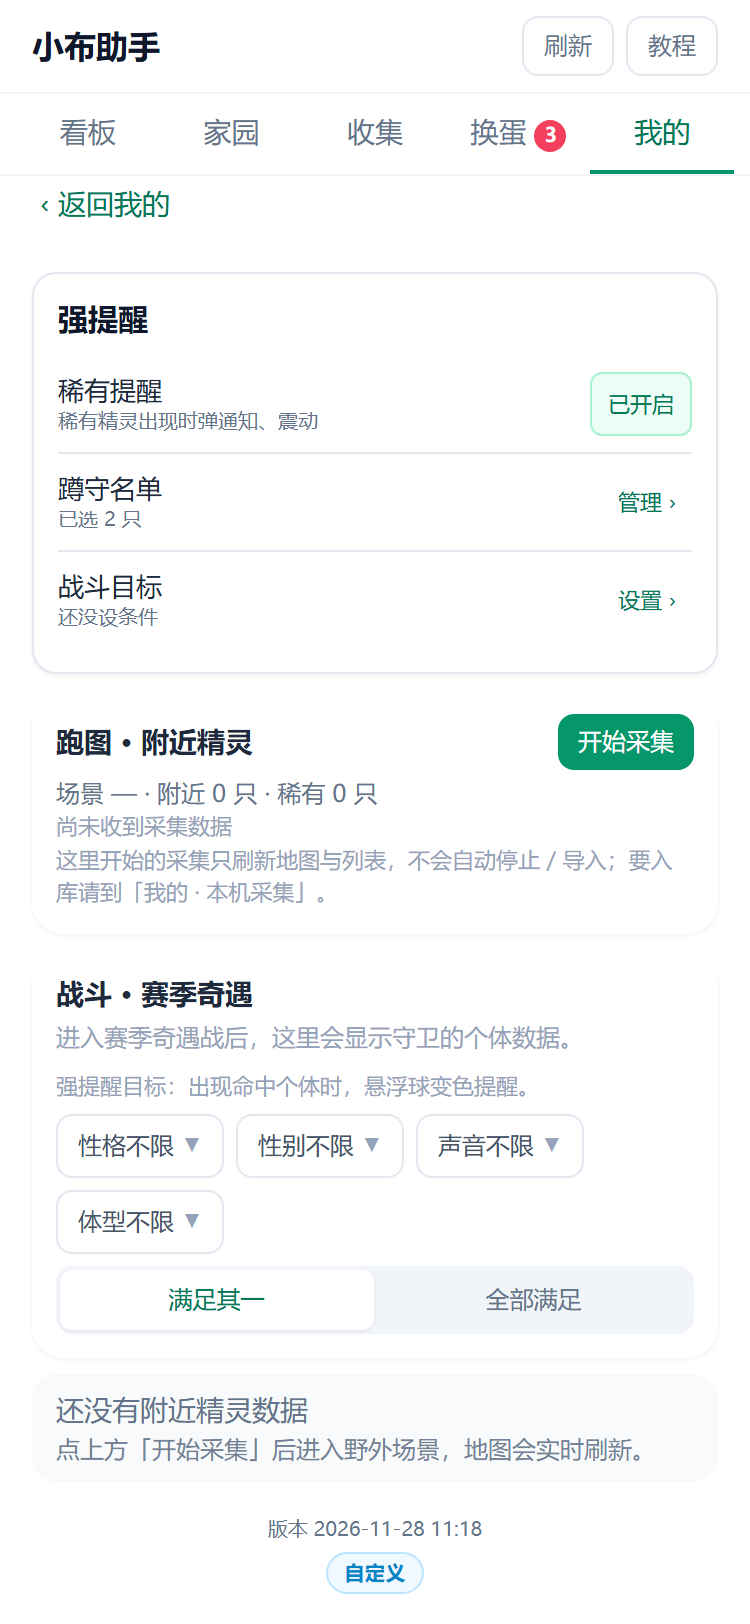 小布助手
刷新
教程
看板
家园
收集
换蛋 3
我的
‹ 返回我的
强提醒
稀有提醒
稀有精灵出现时弹通知、震动
已开启
蹲守名单
已选 2 只
管理 ›
战斗目标
还没设条件
设置 ›
跑图 • 附近精灵
开始采集
场景 — · 附近 0 只 · 稀有 0 只
尚未收到采集数据
这里开始的采集只刷新地图与列表，不会自动停止 / 导入；要入
库请到「我的 · 本机采集」。
战斗 • 赛季奇遇
进入赛季奇遇战后，这里会显示守卫的个体数据。
强提醒目标：出现命中个体时，悬浮球变色提醒。
性格不限 ▼
性别不限 ▼
声音不限 ▼
体型不限 ▼
满足其一
全部满足
还没有附近精灵数据
点上方「开始采集」后进入野外场景，地图会实时刷新。
版本 2026-11-28 11:18
自定义